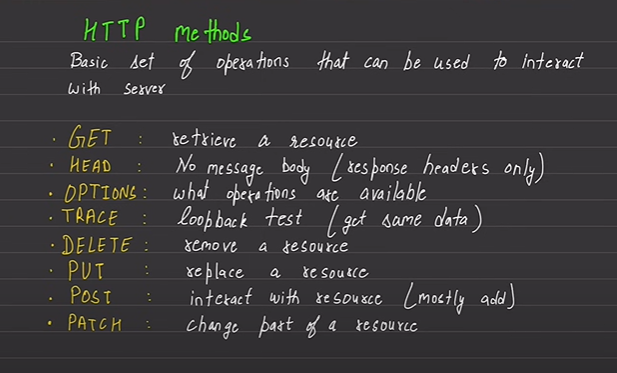 HTTP methods
Basic set of operations that can be used to interact
with server
· GET : retrieve a resource
· HEAD : No message body (response headers only)
· OPTIONS : what operations are available
· TRACE : loopback test (get same data)
· DELETE : remove a resource
· PUT : replace a resource
· POST : interact with resource (mostly add)
· PATCH : change part of a resource